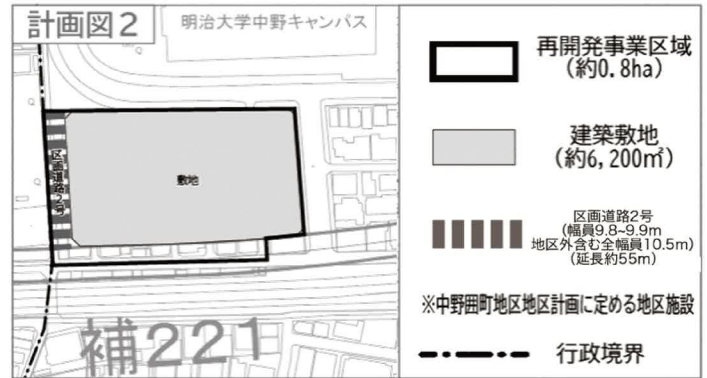 計画図2
明治大学中野キャンパス
区画道路2号
敷地
補221
再開発事業区域
(約0.8ha)
建築敷地
(約6,200㎡)
区画道路2号
(幅員9.8~9.9m
地区外含む全幅員10.5m)
(延長約55m)
※中野囲町地区地区計画に定める地区施設
行政境界